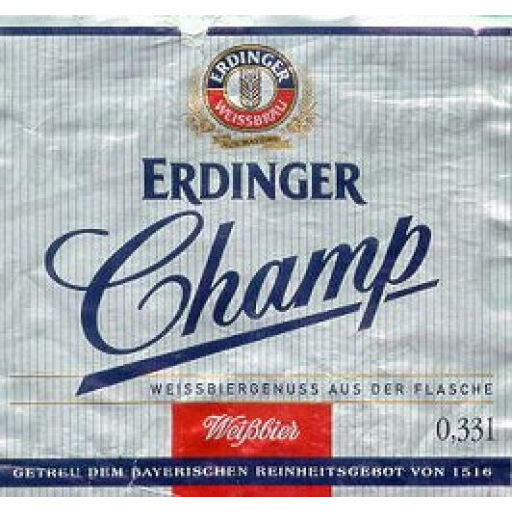 ERDINGER
WEISSBRÄU
ERDINGER
Champ
WEISSBIERGENUSS AUS DER FLASCHE
Weißbier
0,33l
GETREU DEM BAYERISCHEN REINHEITSGEBOT VON 1516